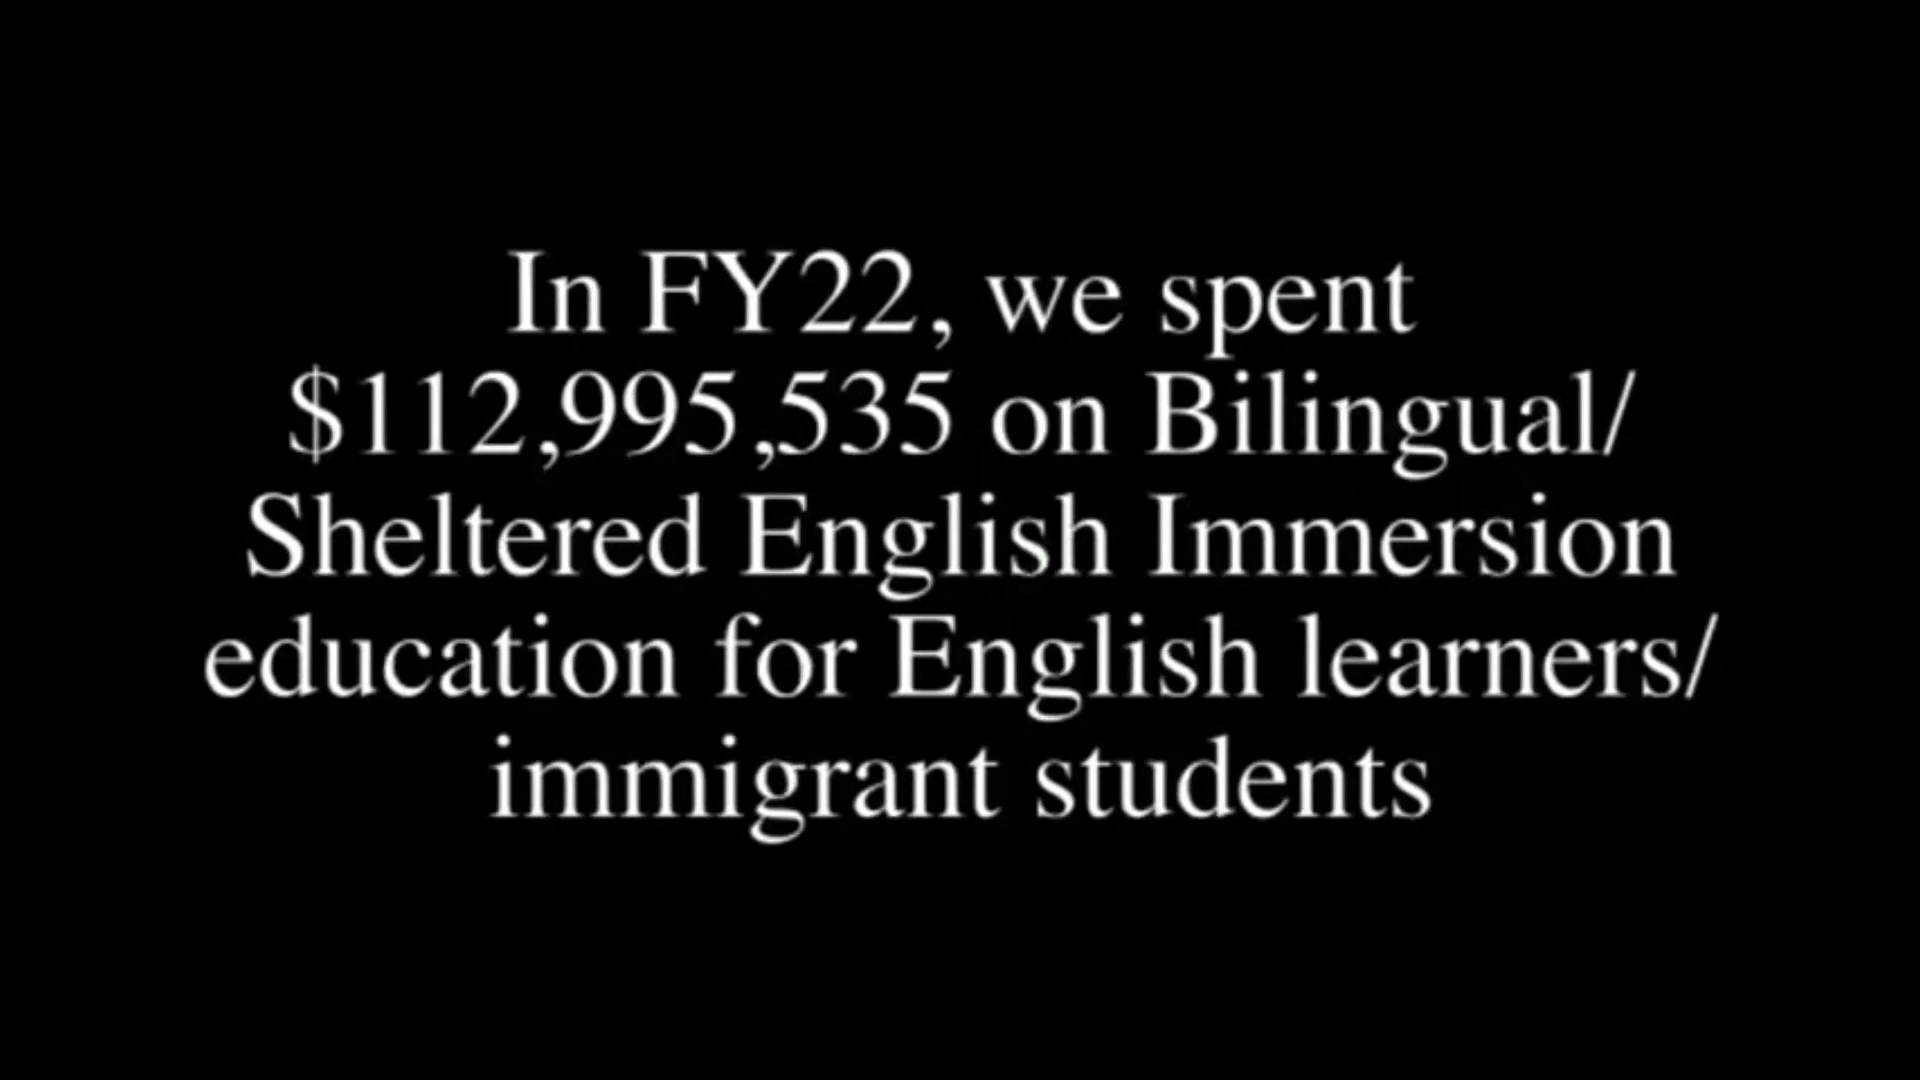 In FY22, we spent
$112,995,535 on Bilingual/
Sheltered English Immersion
education for English learners/
immigrant students